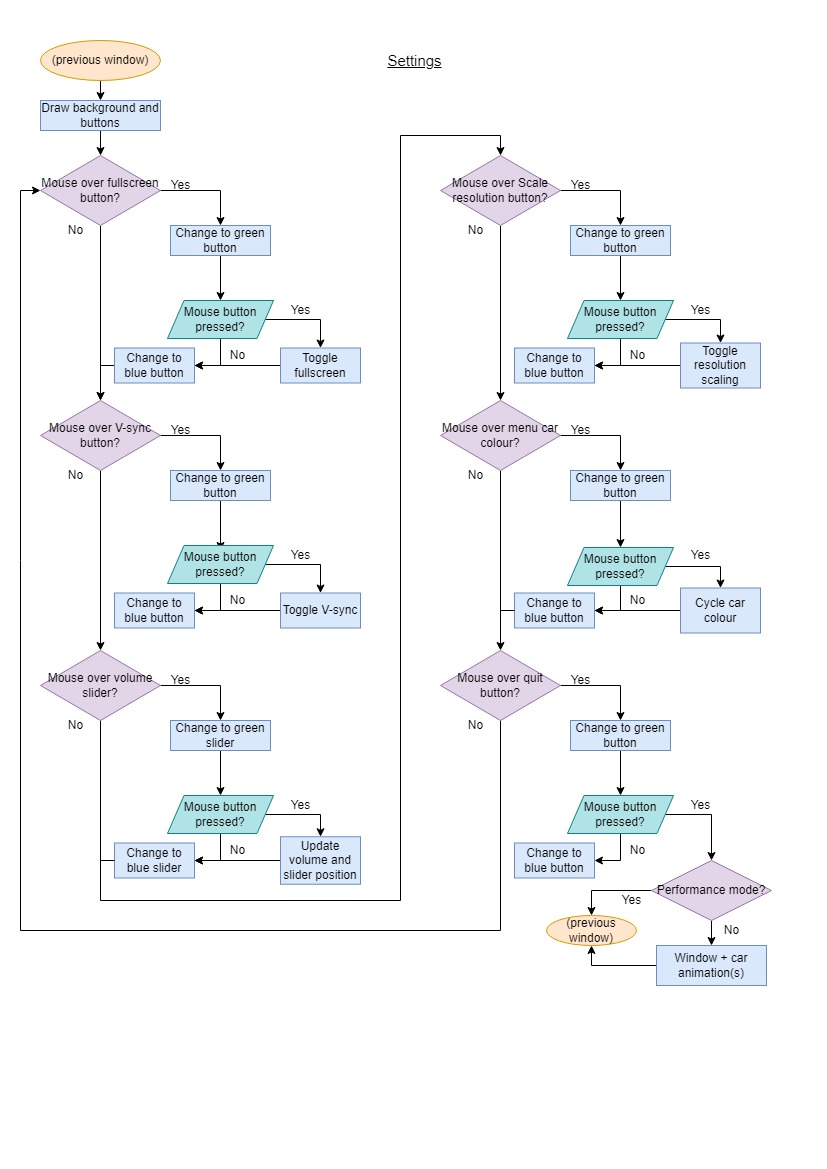 Settings
(previous window)
Draw background and
buttons
Mouse over fullscreen
button?
Yes
No
Change to green
button
Mouse button
pressed?
Yes
No
Change to
blue button
Toggle
fullscreen
Mouse over V-sync
button?
Yes
No
Change to green
button
Mouse button
pressed?
Yes
No
Change to
blue button
Toggle V-sync
Mouse over volume
slider?
Yes
No
Change to green
slider
Mouse button
pressed?
Yes
No
Change to
blue slider
Update
volume and
slider position
Mouse over Scale
resolution button?
Yes
No
Change to green
button
Mouse button
pressed?
Yes
No
Change to
blue button
Toggle
resolution
scaling
Mouse over menu car
colour?
Yes
No
Change to green
button
Mouse button
pressed?
Yes
No
Change to
blue button
Cycle car
colour
Mouse over quit
button?
Yes
No
Change to green
button
Mouse button
pressed?
Yes
No
Change to
blue button
Performance mode?
Yes
No
(previous
window)
Window + car
animation(s)